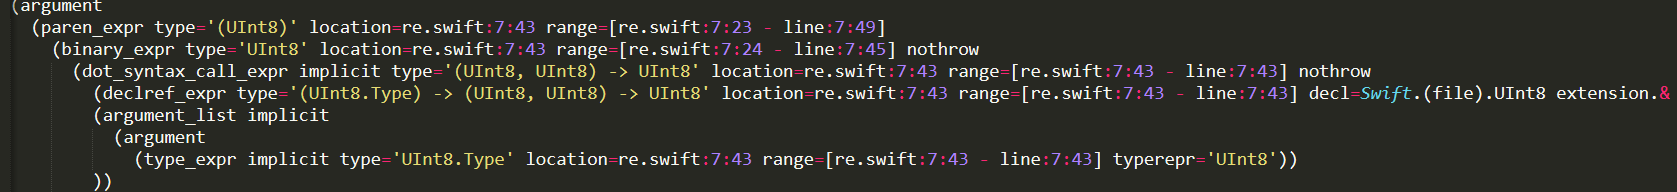 (argument
(paren_expr type='(UInt8)' location=re.swift:7:43 range=[re.swift:7:23 - line:7:49]
(binary_expr type='UInt8' location=re.swift:7:43 range=[re.swift:7:24 - line:7:45] nothrow
(dot_syntax_call_expr implicit type='(UInt8, UInt8) -> UInt8' location=re.swift:7:43 range=[re.swift:7:43 - line:7:43] nothrow
(declref_expr type='(UInt8.Type) -> (UInt8, UInt8) -> UInt8' location=re.swift:7:43 range=[re.swift:7:43 - line:7:43] decl=Swift.(file).UInt8 extension.&
(argument_list implicit
(argument
(type_expr implicit type='UInt8.Type' location=re.swift:7:43 range=[re.swift:7:43 - line:7:43] typerepr='UInt8'))
))